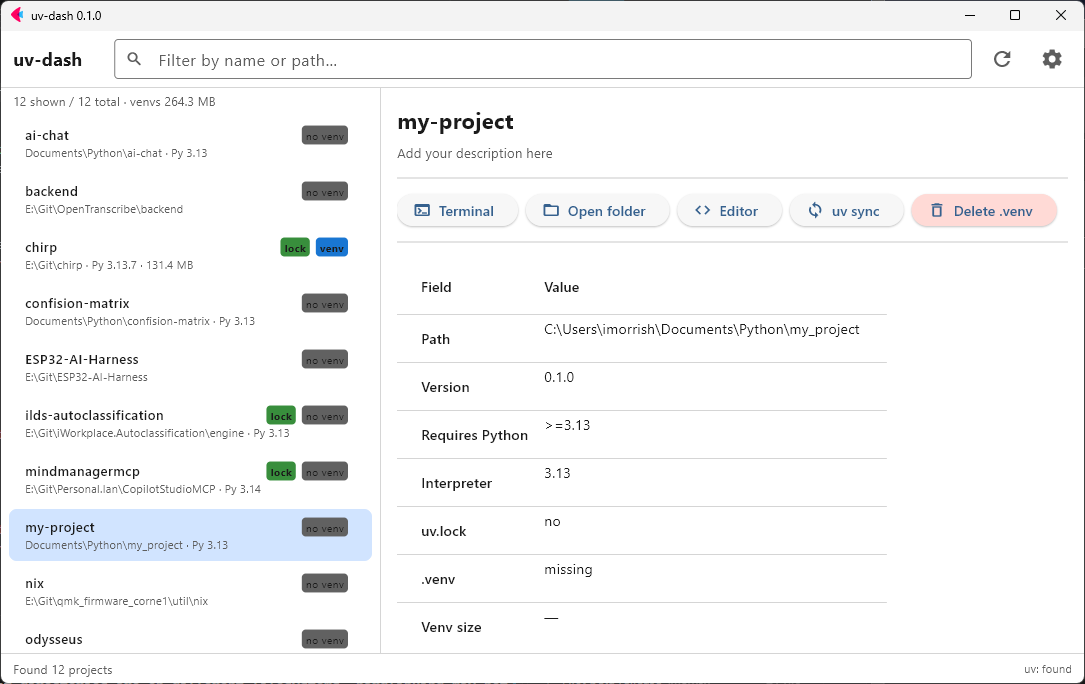 uv-dash 0.1.0
uv-dash
Filter by name or path...
12 shown / 12 total · venvs 264.3 MB
ai-chat no venv
Documents\Python\ai-chat · Py 3.13
backend no venv
E:\Git\OpenTranscribe\backend
chirp lock venv
E:\Git\chirp · Py 3.13.7 · 131.4 MB
confision-matrix no venv
Documents\Python\confision-matrix · Py 3.13
ESP32-AI-Harness no venv
E:\Git\ESP32-AI-Harness
ilds-autoclassification lock no venv
E:\Git\iWorkplace.Autoclassification\engine · Py 3.13
mindmanagermcp lock no venv
E:\Git\Personal.Ian\CopilotStudioMCP · Py 3.14
my-project no venv
Documents\Python\my_project · Py 3.13
nix no venv
E:\Git\qmk_firmware_corne1\util\nix
odysseus no venv
my-project
Add your description here
Terminal Open folder Editor uv sync Delete .venv
Field Value
Path C:\Users\imorrish\Documents\Python\my_project
Version 0.1.0
Requires Python >=3.13
Interpreter 3.13
uv.lock no
.venv missing
Venv size —
Found 12 projects uv: found